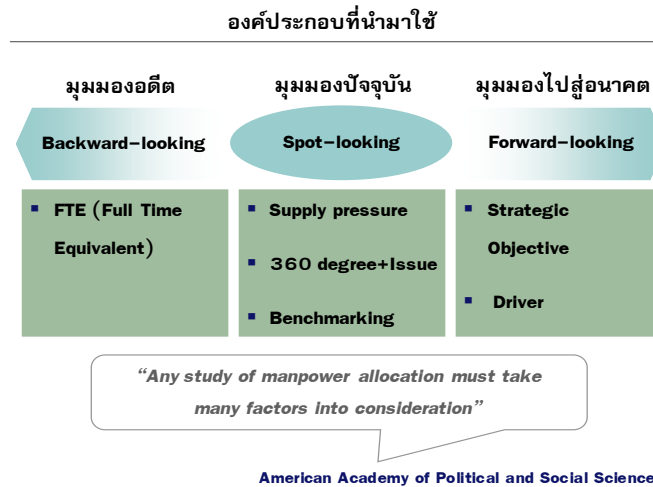 องค์ประกอบที่นำมาใช้
มุมมองอดีต
มุมมองปัจจุบัน
มุมมองไปสู่อนาคต
Backward-looking
Spot-looking
Forward-looking
FTE (Full Time
Equivalent)
Supply pressure
360 degree+Issue
Benchmarking
Strategic
Objective
Driver
"Any study of manpower allocation must take
many factors into consideration"
American Academy of Political and Social Science